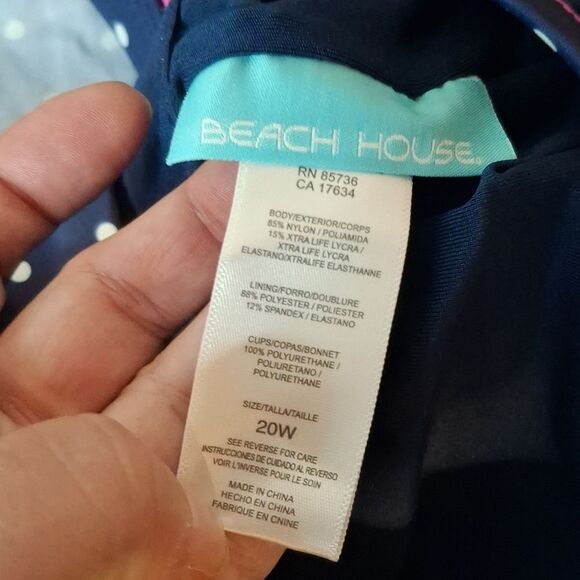 BEACH HOUSE
RN 85736
CA 17634
BODY/EXTERIOR/CORPS
85% NYLON / POLIAMIDA
15% XTRA LIFE LYCRA /
XTRA LIFE LYCRA
ELASTANO/XTRALIFE ELASTHANNE
LINING/FORRO/DOUBLURE
88% POLYESTER / POLIESTER
12% SPANDEX / ELASTANO
CUPS/COPAS/BONNET
100% POLYURETHANE /
POLIURETANO /
POLYURETHANE
SIZE/TALLA/TAILLE
20W
SEE REVERSE FOR CARE
INSTRUCCIONES DE CUIDADO AL REVERSO
VOIR L'INVERSE POUR LE SOIN
MADE IN CHINA
HECHO EN CHINA
FABRIQUE EN CNINE